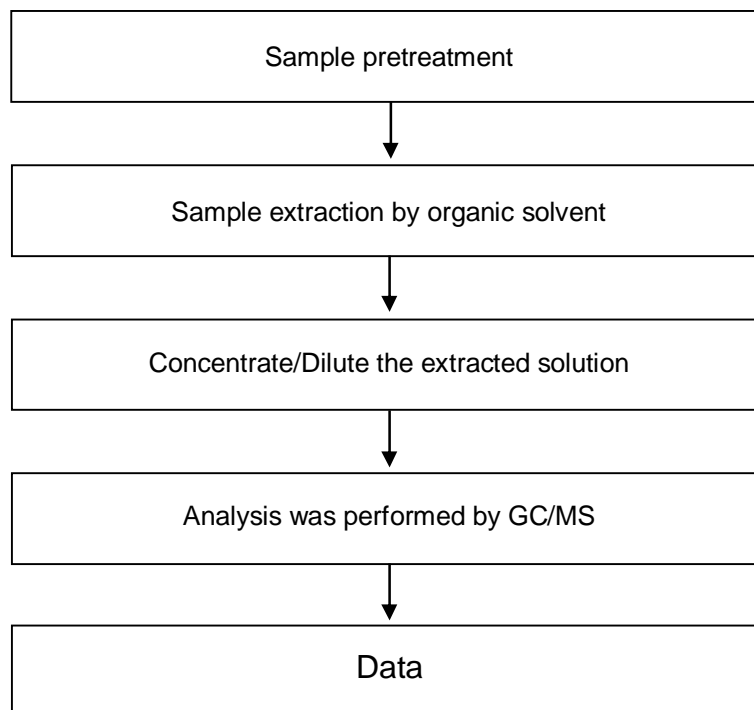 Sample pretreatment
Sample extraction by organic solvent
Concentrate/Dilute the extracted solution
Analysis was performed by GC/MS
Data